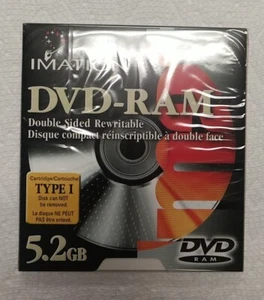 IMATION
DVD-RAM
Double Sided Rewritable
Disque compact réinscriptible à double face
Cartridge/Cartouche
TYPE I
Disk can NOT
be removed.
Le disque NE PEUT
PAS être enlevé.
5.2GB
DVD
RAM